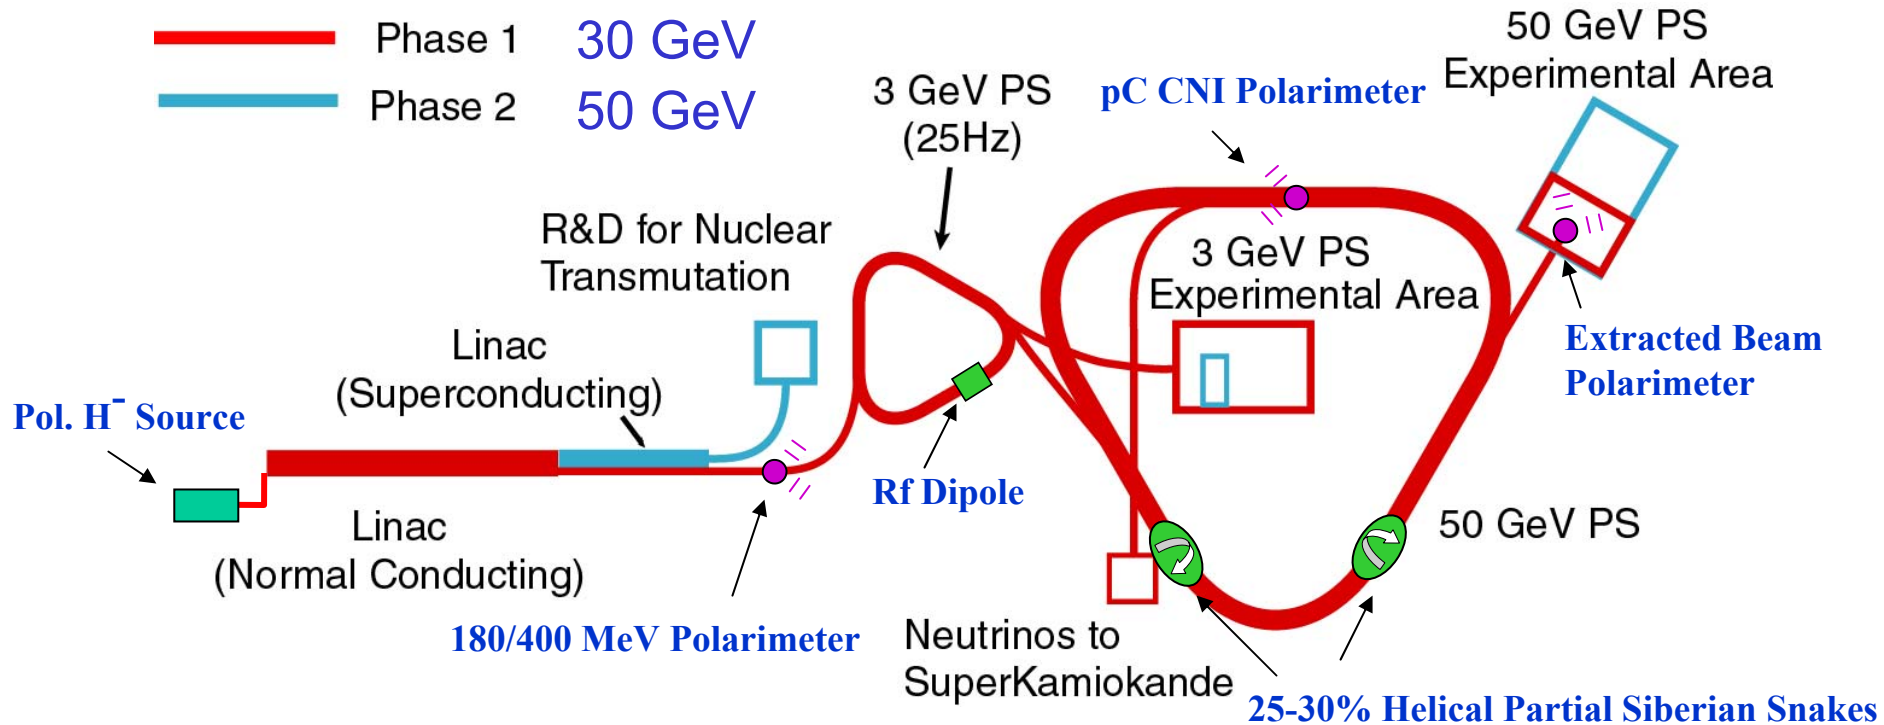 Phase 1 30 GeV
Phase 2 50 GeV
3 GeV PS
(25Hz)
pC CNI Polarimeter
50 GeV PS
Experimental Area
R&D for Nuclear
Transmutation
3 GeV PS
Experimental Area
Linac
(Superconducting)
Extracted Beam
Polarimeter
Pol. H⁻ Source
Rf Dipole
Linac
(Normal Conducting)
50 GeV PS
180/400 MeV Polarimeter
Neutrinos to
SuperKamiokande
25-30% Helical Partial Siberian Snakes